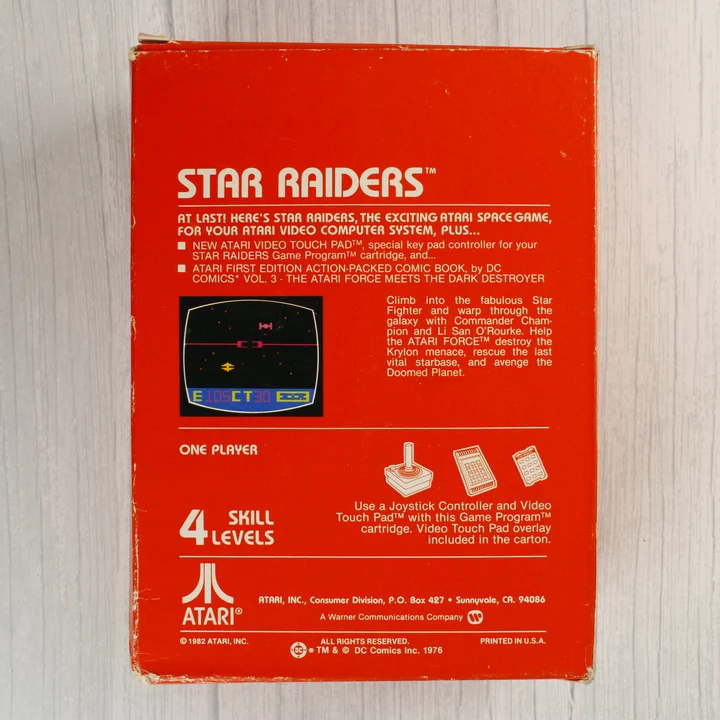 STAR RAIDERS™
AT LAST! HERE'S STAR RAIDERS, THE EXCITING ATARI SPACE GAME,
FOR YOUR ATARI VIDEO COMPUTER SYSTEM, PLUS...
NEW ATARI VIDEO TOUCH PAD™, special key pad controller for your
STAR RAIDERS Game Program™ cartridge, and...
ATARI FIRST EDITION ACTION-PACKED COMIC BOOK, by DC
COMICS* VOL. 3 - THE ATARI FORCE MEETS THE DARK DESTROYER
Climb into the fabulous Star
Fighter and warp through the
galaxy with Commander Cham-
pion and Li San O'Rourke. Help
the ATARI FORCE™ destroy the
Krylon menace, rescue the last
vital starbase, and avenge the
Doomed Planet.
E CT
ONE PLAYER
4 SKILL
LEVELS
Use a Joystick Controller and Video
Touch Pad™ with this Game Program™
cartridge. Video Touch Pad overlay
included in the carton.
ATARI®
ATARI, INC., Consumer Division, P.O. Box 427 • Sunnyvale, CA. 94086
A Warner Communications Company
© 1982 ATARI, INC.
ALL RIGHTS RESERVED.
PRINTED IN U.S.A.
DC * TM & © DC Comics Inc. 1976